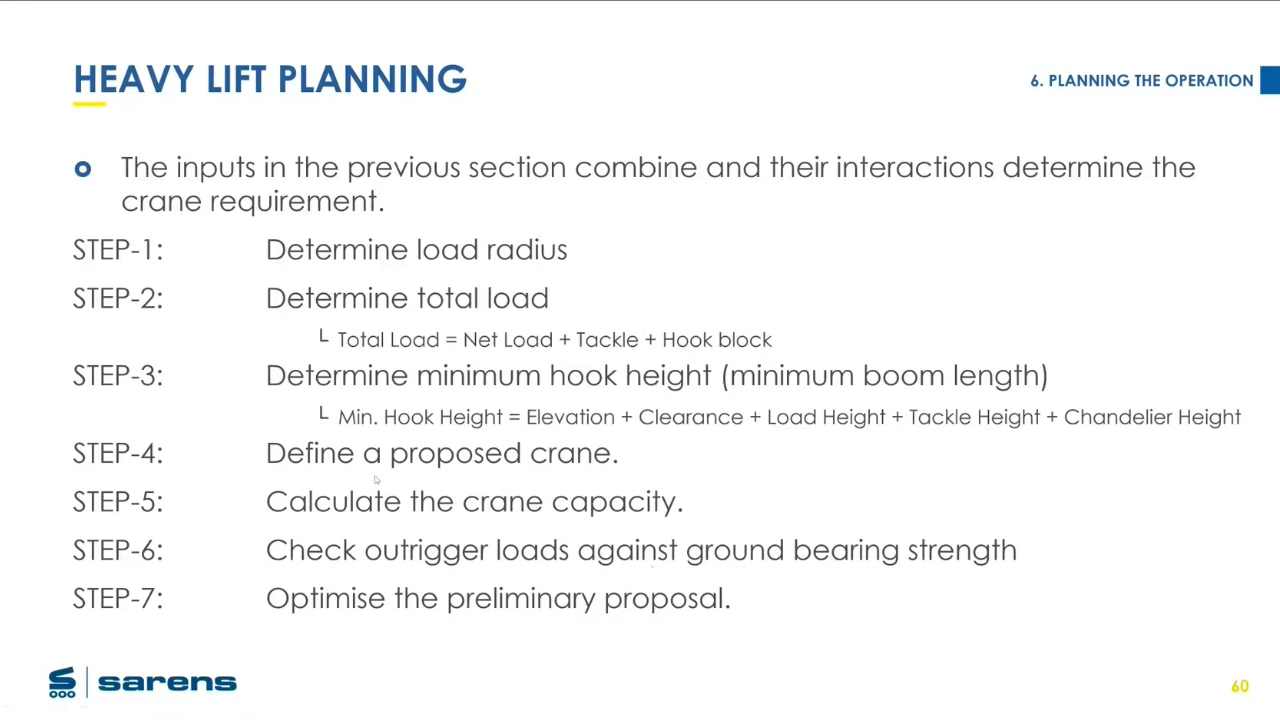 HEAVY LIFT PLANNING
6. PLANNING THE OPERATION
The inputs in the previous section combine and their interactions determine the
crane requirement.
STEP-1: Determine load radius
STEP-2: Determine total load
└ Total Load = Net Load + Tackle + Hook block
STEP-3: Determine minimum hook height (minimum boom length)
└ Min. Hook Height = Elevation + Clearance + Load Height + Tackle Height + Chandelier Height
STEP-4: Define a proposed crane.
STEP-5: Calculate the crane capacity.
STEP-6: Check outrigger loads against ground bearing strength
STEP-7: Optimise the preliminary proposal.
sarens
60